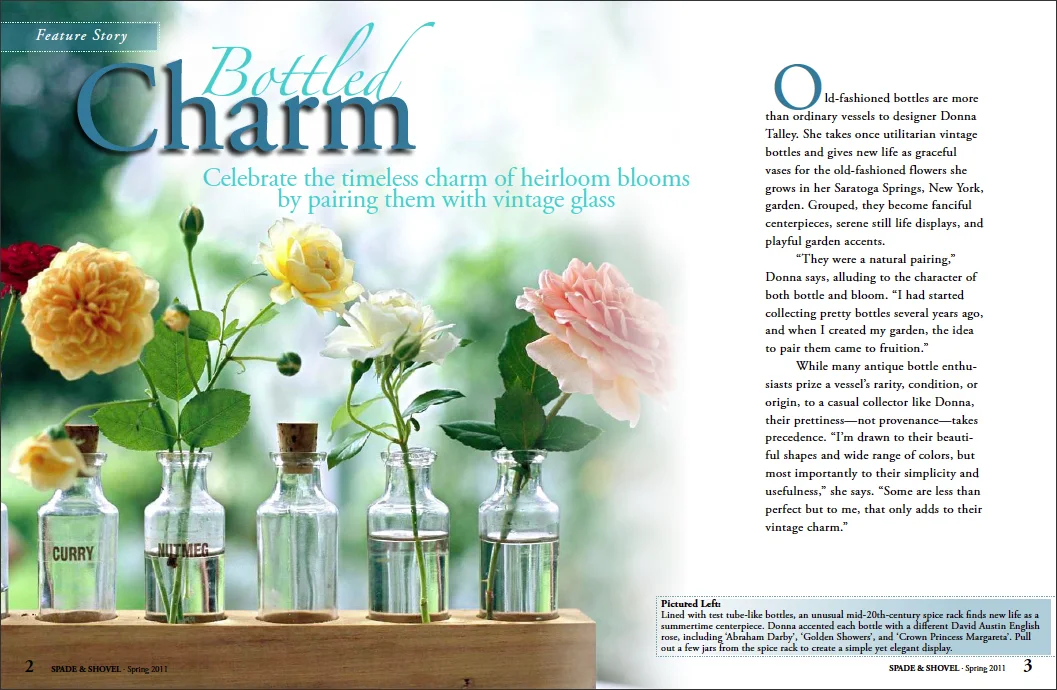 Feature Story
Bottled
Charm
Celebrate the timeless charm of heirloom blooms
by pairing them with vintage glass
CURRY
NUTMEG
Old-fashioned bottles are more
than ordinary vessels to designer Donna
Talley. She takes once utilitarian vintage
bottles and gives new life as graceful
vases for the old-fashioned flowers she
grows in her Saratoga Springs, New York,
garden. Grouped, they become fanciful
centerpieces, serene still life displays, and
playful garden accents.
“They were a natural pairing,”
Donna says, alluding to the character of
both bottle and bloom. “I had started
collecting pretty bottles several years ago,
and when I created my garden, the idea
to pair them came to fruition.”
While many antique bottle enthu-
siasts prize a vessel’s rarity, condition, or
origin, to a casual collector like Donna,
their prettiness—not provenance—takes
precedence. “I’m drawn to their beauti-
ful shapes and wide range of colors, but
most importantly to their simplicity and
usefulness,” she says. “Some are less than
perfect but to me, that only adds to their
vintage charm.”
Pictured Left:
Lined with test tube-like bottles, an unusual mid-20th-century spice rack finds new life as a
summertime centerpiece. Donna accented each bottle with a different David Austin English
rose, including ‘Abraham Darby’, ‘Golden Showers’, and ‘Crown Princess Margareta’. Pull
out a few jars from the spice rack to create a simple yet elegant display.
2 SPADE & SHOVEL · Spring 2011
SPADE & SHOVEL · Spring 2011 3